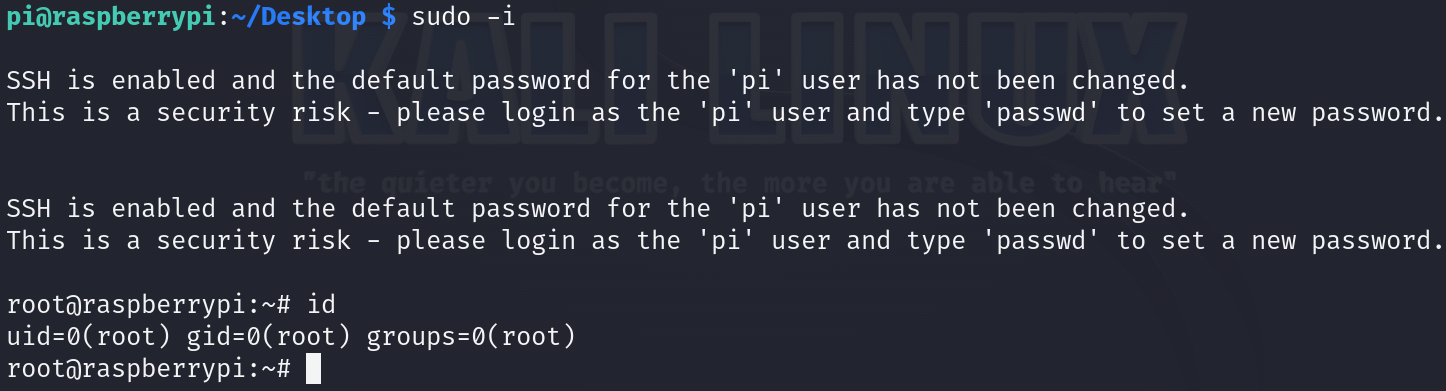 pi@raspberrypi:~/Desktop $ sudo -i
SSH is enabled and the default password for the 'pi' user has not been changed.
This is a security risk - please login as the 'pi' user and type 'passwd' to set a new password.
KALI LINUX
"the quieter you become, the more you are able to hear"
SSH is enabled and the default password for the 'pi' user has not been changed.
This is a security risk - please login as the 'pi' user and type 'passwd' to set a new password.
root@raspberrypi:~# id
uid=0(root) gid=0(root) groups=0(root)
root@raspberrypi:~#